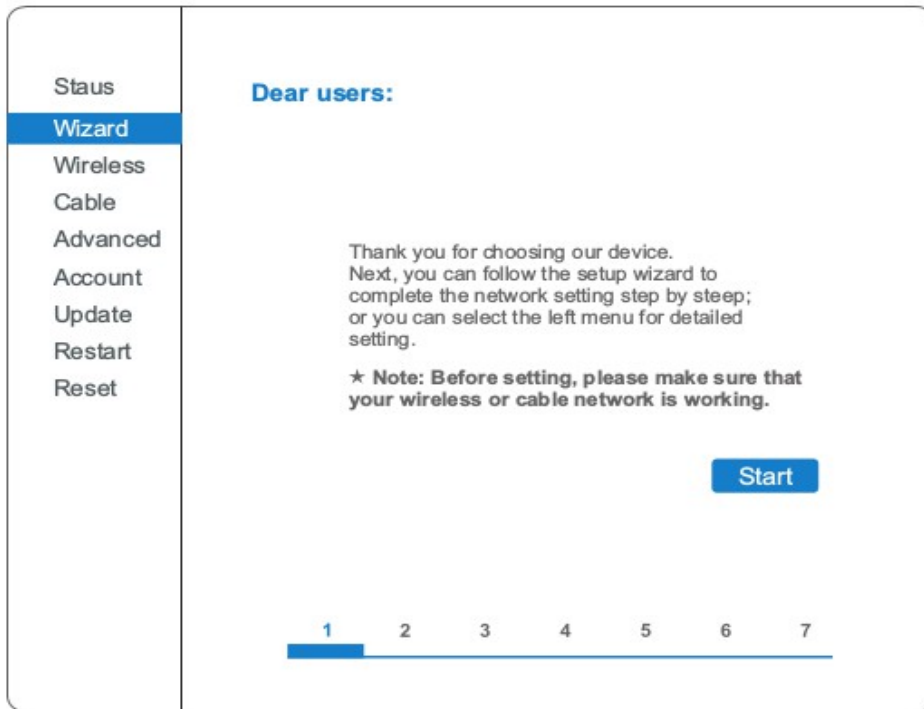 Staus
Wizard
Wireless
Cable
Advanced
Account
Update
Restart
Reset
Dear users:
Thank you for choosing our device.
Next, you can follow the setup wizard to
complete the network setting step by steep;
or you can select the left menu for detailed
setting.
★ Note: Before setting, please make sure that
your wireless or cable network is working.
Start
1 2 3 4 5 6 7